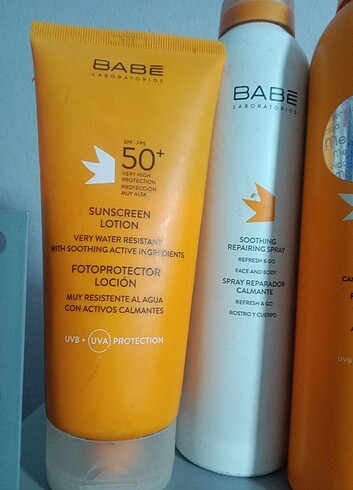 BABÉ
LABORATORIOS
SPF · FPS
50+
VERY HIGH
PROTECTION
PROTECCIÓN
MUY ALTA
SUNSCREEN
LOTION
VERY WATER RESISTANT
WITH SOOTHING ACTIVE INGREDIENTS
FOTOPROTECTOR
LOCIÓN
MUY RESISTENTE AL AGUA
CON ACTIVOS CALMANTES
UVB + UVA PROTECTION
BABÉ
LABORATORIOS
SOOTHING
REPAIRING SPRAY
REFRESH & GO
FACE AND BODY
SPRAY REPARADOR
CALMANTE
REFRESH & GO
ROSTRO Y CUERPO